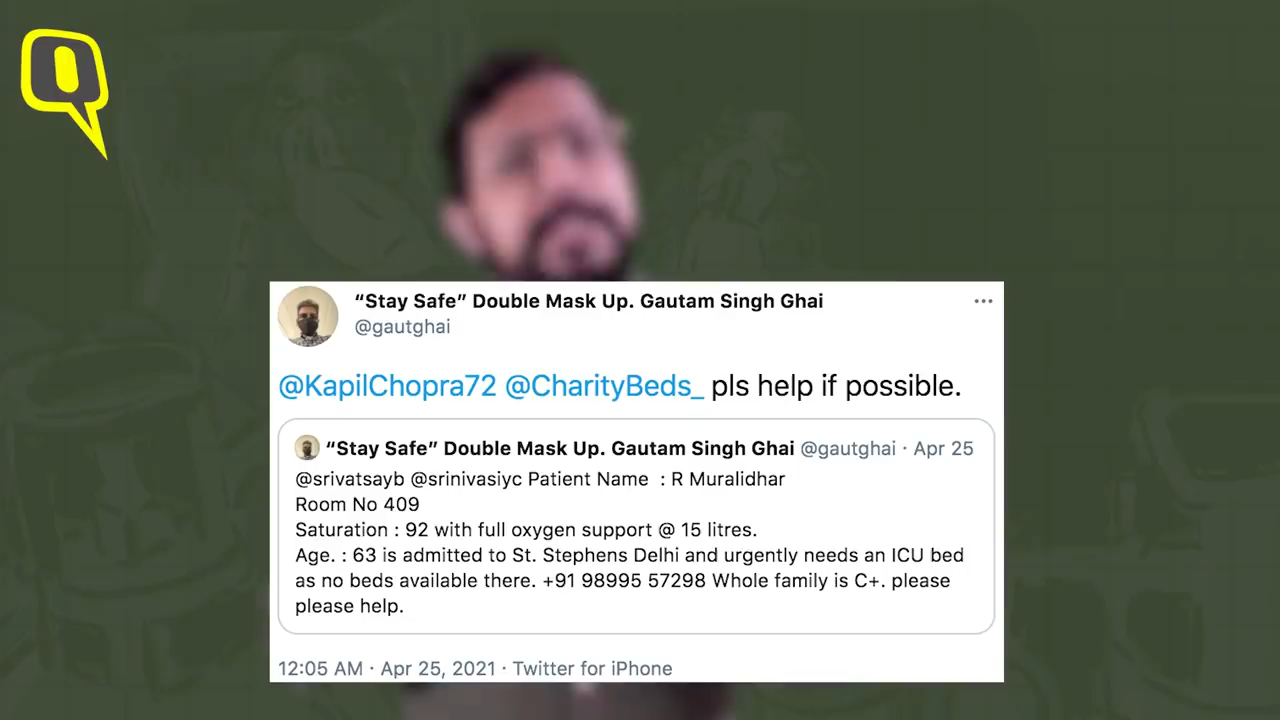 “Stay Safe” Double Mask Up. Gautam Singh Ghai
@gautghai
@KapilChopra72 @CharityBeds_ pls help if possible.
“Stay Safe” Double Mask Up. Gautam Singh Ghai @gautghai · Apr 25
@srivatsayb @srinivasiyc Patient Name : R Muralidhar
Room No 409
Saturation : 92 with full oxygen support @ 15 litres.
Age. : 63 is admitted to St. Stephens Delhi and urgently needs an ICU bed
as no beds available there. +91 98995 57298 Whole family is C+. please
please help.
12:05 AM · Apr 25, 2021 · Twitter for iPhone